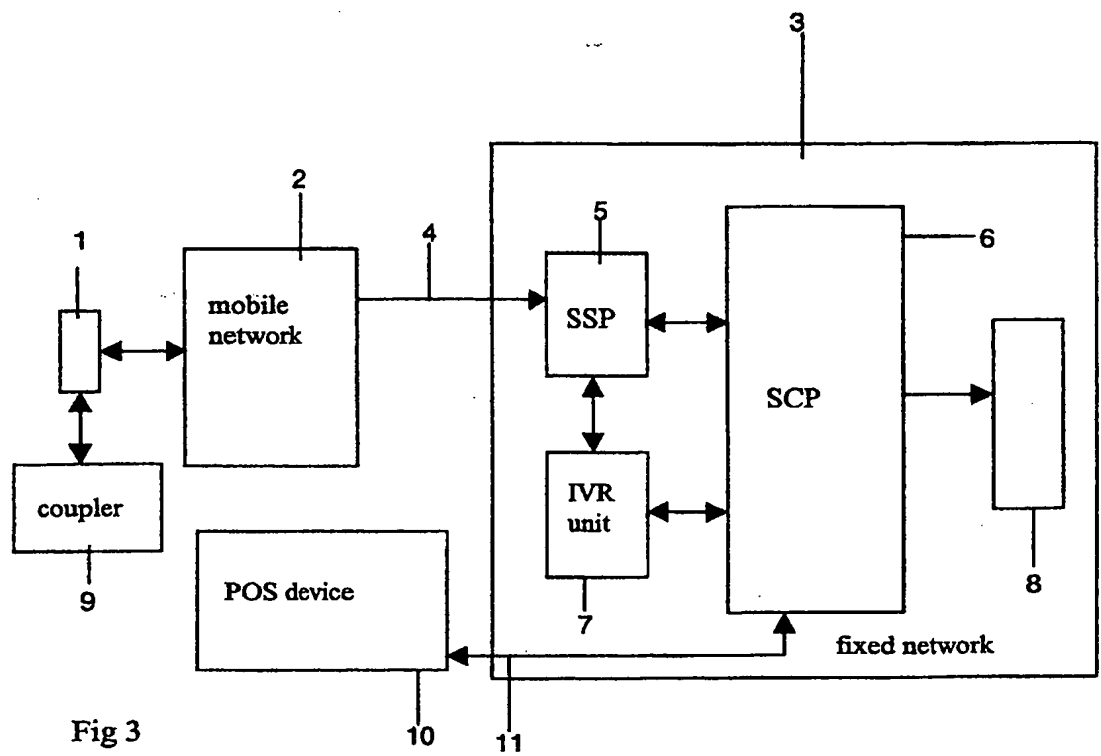 3
2
1
4
5
6
mobile
network
SSP
SCP
coupler
IVR
unit
9
POS device
7
8
fixed network
Fig 3
10
11